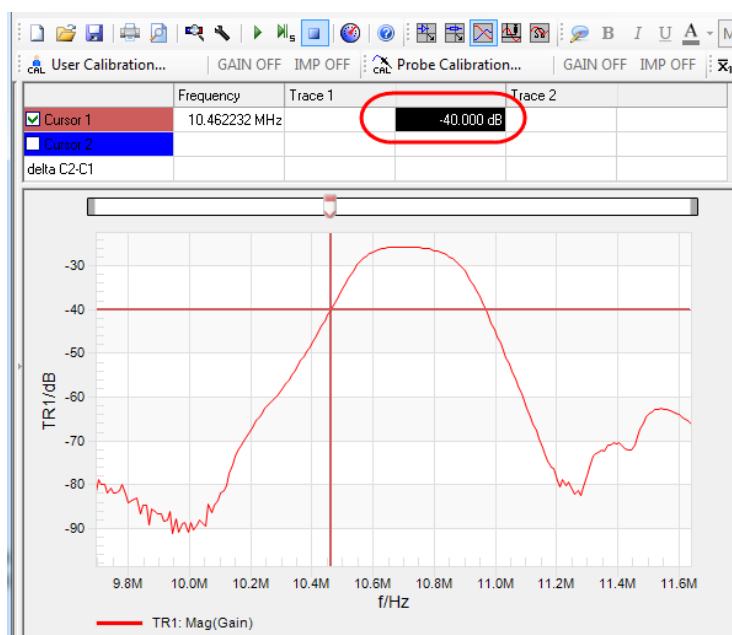 B I U A M
CAL User Calibration... GAIN OFF IMP OFF CAL Probe Calibration... GAIN OFF IMP OFF
Frequency Trace 1 Trace 2
Cursor 1 10.462232 MHz -40.000 dB
Cursor 2
delta C2-C1
TR1/dB
-30
-40
-50
-60
-70
-80
-90
9.8M 10.0M 10.2M 10.4M 10.6M 10.8M 11.0M 11.2M 11.4M 11.6M
f/Hz
TR1: Mag(Gain)